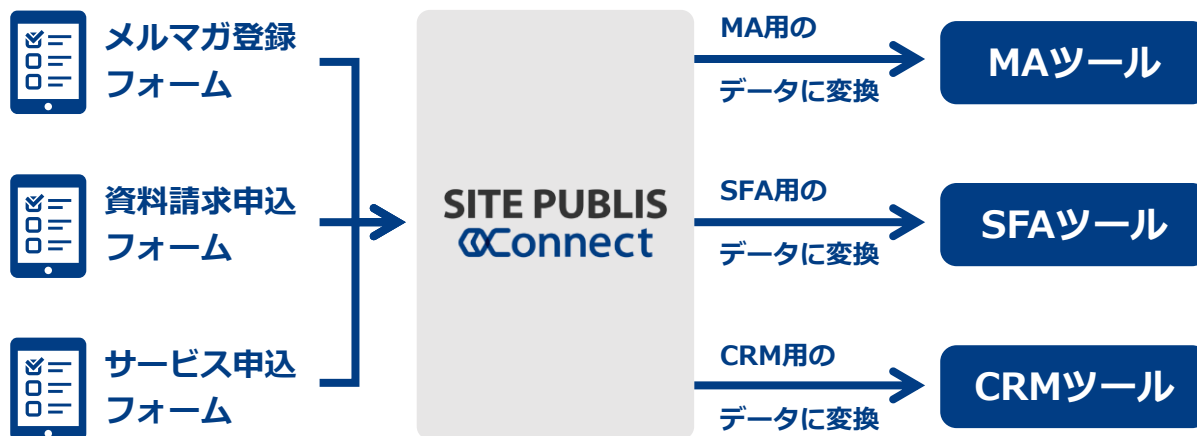 メルマガ登録
フォーム
資料請求申込
フォーム
サービス申込
フォーム
SITE PUBLIS
Connect
MA用の
データに変換
SFA用の
データに変換
CRM用の
データに変換
MAツール
SFAツール
CRMツール